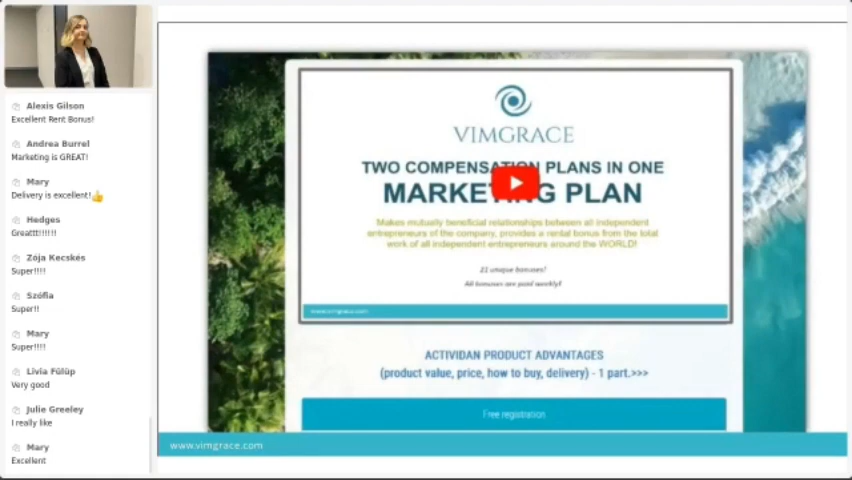 Alexis Gilson
Excellent Rent Bonus!
Andrea Burrel
Marketing is GREAT!
Mary
Delivery is excellent!👍
Hedges
Greattt!!!!!!
Zója Kecskés
Super!!!!
Szófia
Super!!
Mary
Super!!!!
Livia Fülüp
Very good
Julie Greeley
I really like
Mary
Excellent
VIMGRACE
TWO COMPENSATION PLANS IN ONE
MARKETING PLAN
Makes mutually beneficial relationships between all independent
entrepreneurs of the company, provides a rental bonus from the total
work of all independent entrepreneurs around the WORLD!
21 unique bonuses!
All bonuses are paid weekly!
www.vimgrace.com
ACTIVIDAN PRODUCT ADVANTAGES
(product value, price, how to buy, delivery) - 1 part.>>>
Free registration
www.vimgrace.com